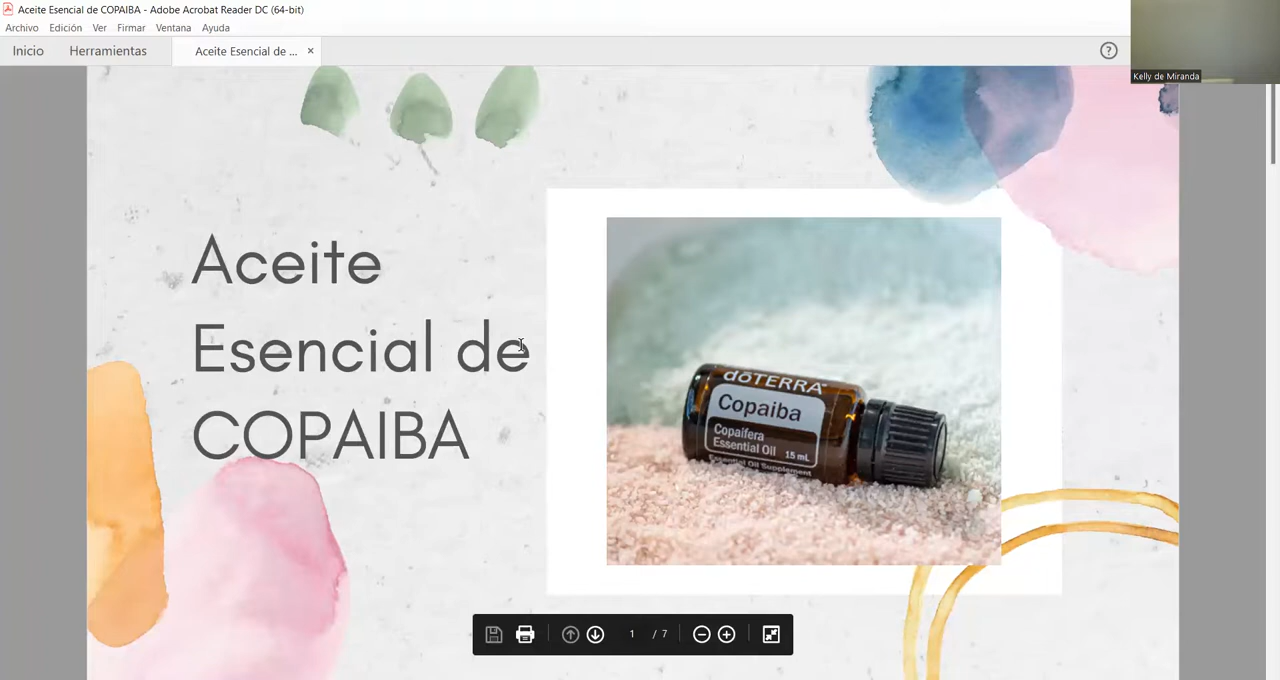 Aceite Esencial de COPAIBA - Adobe Acrobat Reader DC (64-bit)
Archivo Edición Ver Firmar Ventana Ayuda
Inicio Herramientas Aceite Esencial de ... ×
?
Kelly de Miranda
Aceite
Esencial de
COPAIBA
dōTERRA
Copaiba
Copaifera
Essential Oil 15 mL
Essential Oil Supplement
1 / 7